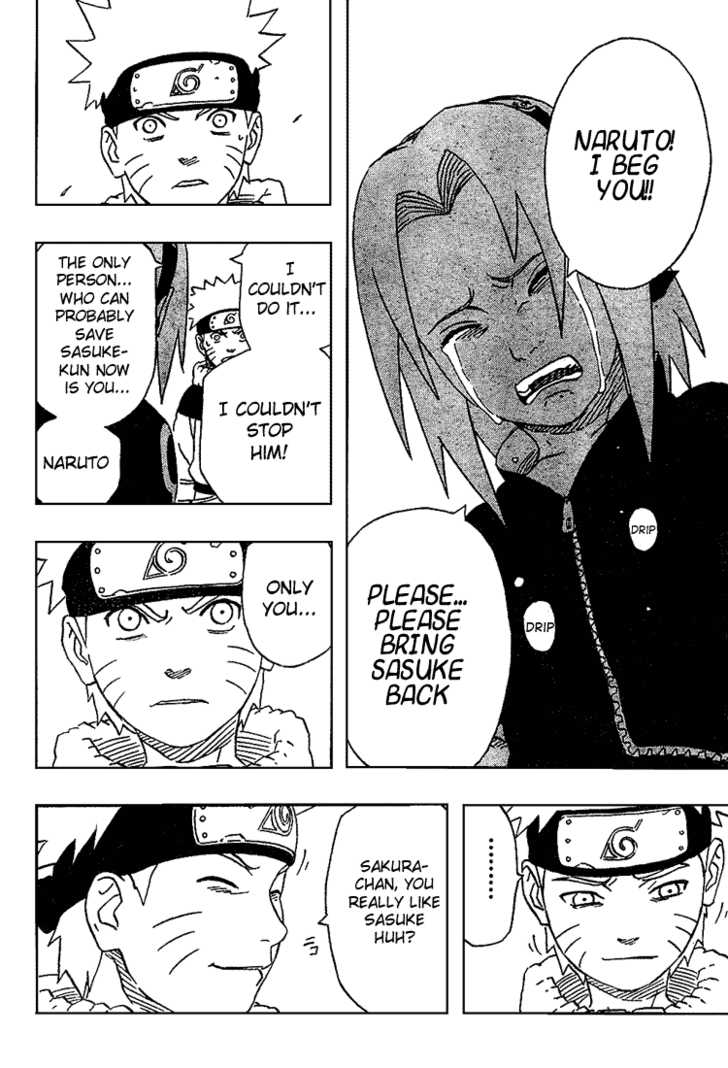 NARUTO!
I BEG
YOU!!
PLEASE...
PLEASE
BRING
SASUKE
BACK
DRIP
DRIP
I
COULDN'T
DO IT...
I COULDN'T
STOP
HIM!
THE ONLY
PERSON...
WHO CAN
PROBABLY
SAVE
SASUKE-
KUN NOW
IS YOU...
NARUTO
ONLY
YOU...
........
SAKURA-
CHAN, YOU
REALLY LIKE
SASUKE
HUH?